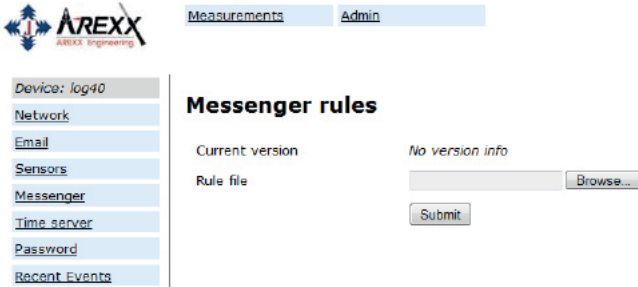 AREXX
AREXX Engineering
Measurements Admin
Device: log40
Network
Email
Sensors
Messenger
Time server
Password
Recent Events
Messenger rules
Current version No version info
Rule file Browse...
Submit